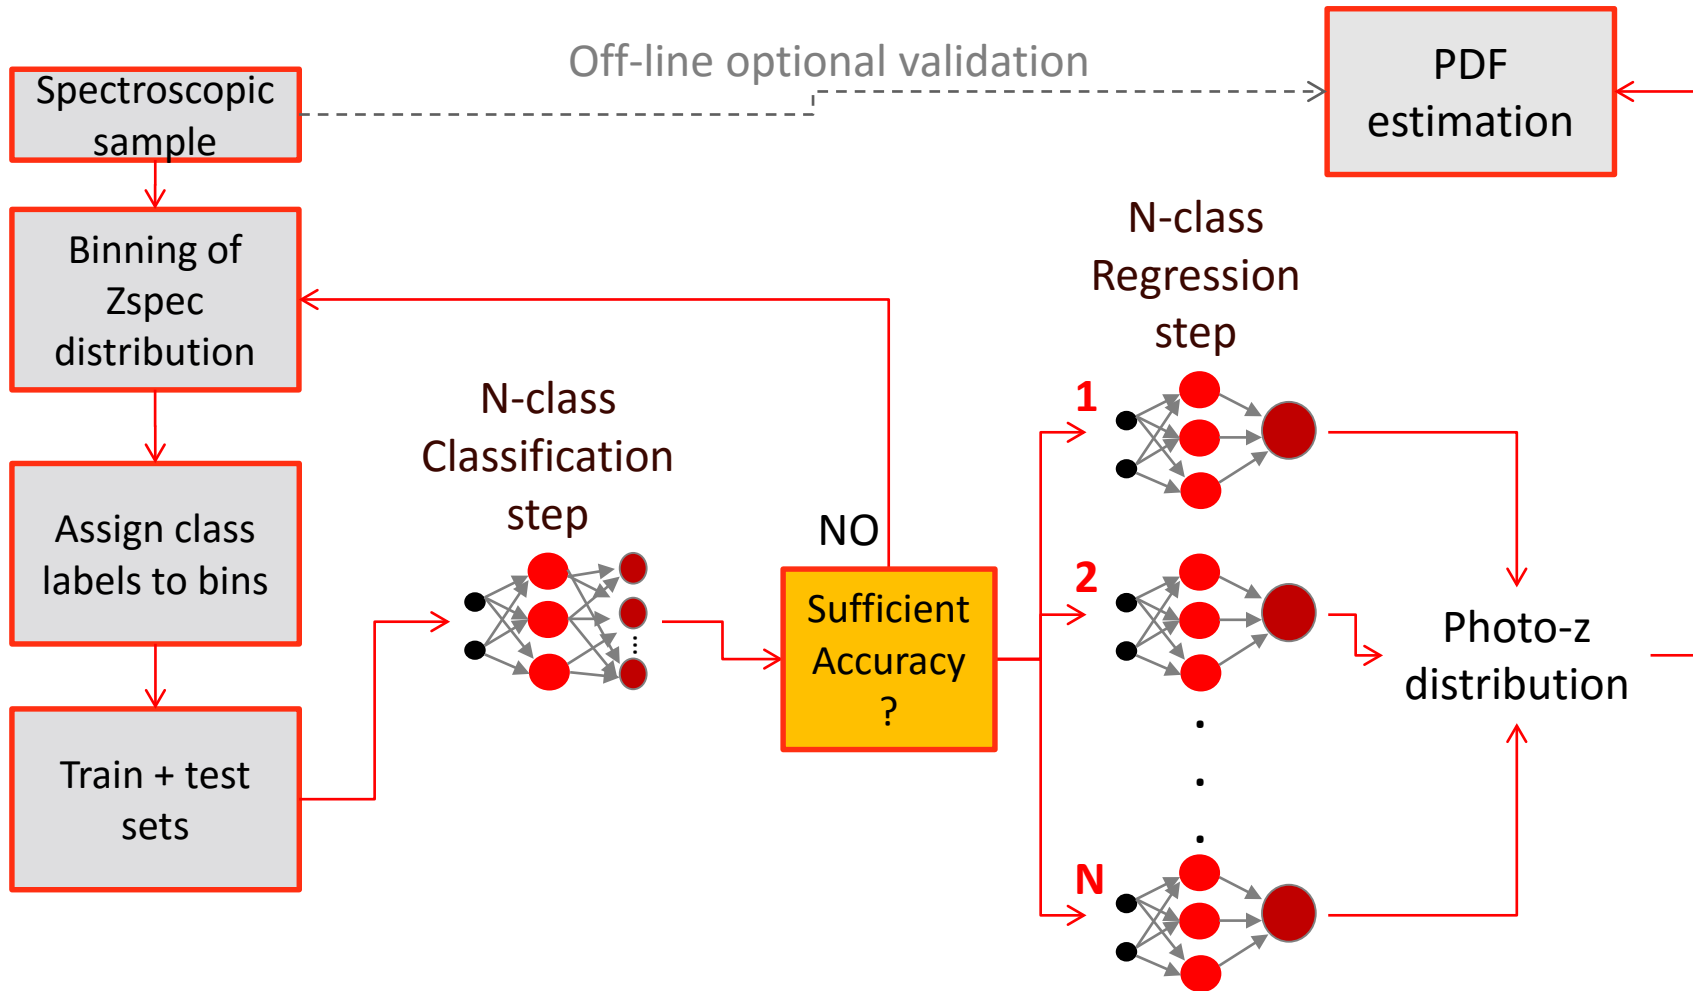 Off-line optional validation
Spectroscopic
sample
PDF
estimation
Binning of
Zspec
distribution
N-class
Regression
step
N-class
Classification
step
Assign class
labels to bins
NO
Sufficient
Accuracy
?
1
2
.
.
.
N
Photo-z
distribution
Train + test
sets